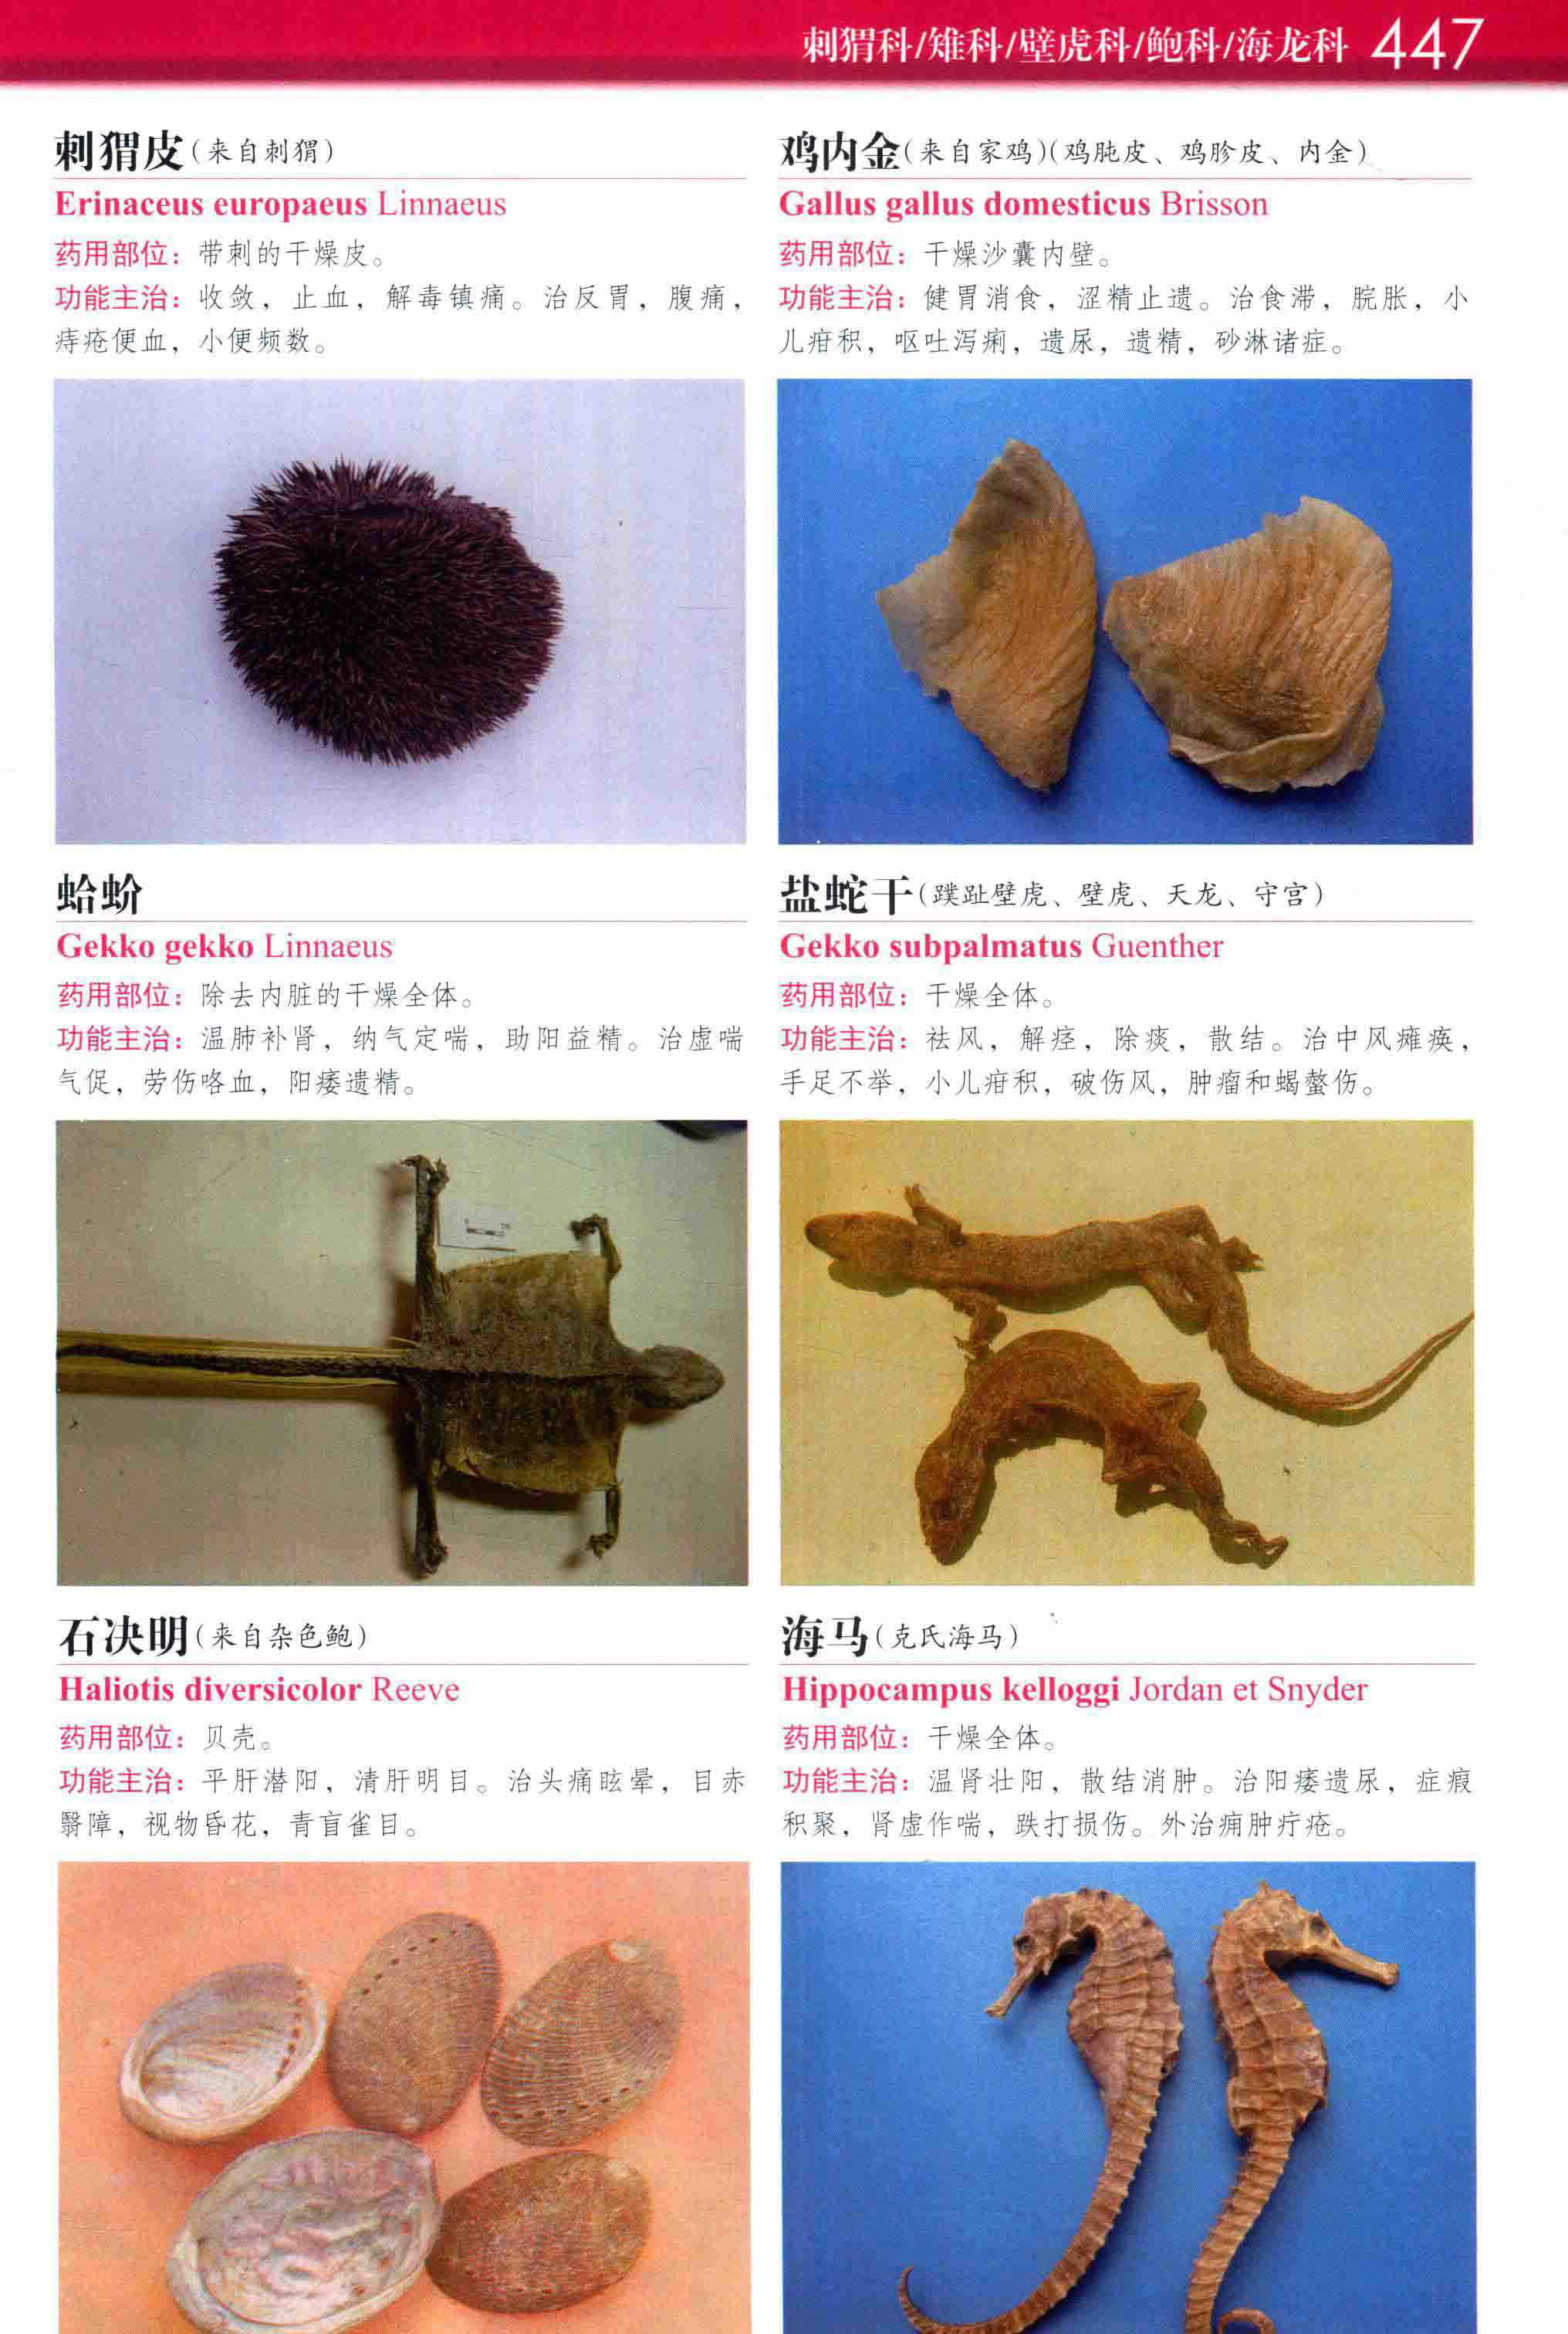 刺猬科/雉科/壁虎科/鲍科/海龙科 447
刺猬皮(来自刺猬)
Erinaceus europaeus Linnaeus
药用部位：带刺的干燥皮。
功能主治：收敛，止血，解毒镇痛。治反胃，腹痛，
痔疮便血，小便频数。
鸡内金(来自家鸡)(鸡肫皮、鸡胗皮、内金)
Gallus gallus domesticus Brisson
药用部位：干燥沙囊内壁。
功能主治：健胃消食，涩精止遗。治食滞，脘胀，小
儿疳积，呕吐泻痢，遗尿，遗精，砂淋诸症。
蛤蚧
Gekko gekko Linnaeus
药用部位：除去内脏的干燥全体。
功能主治：温肺补肾，纳气定喘，助阳益精。治虚喘
气促，劳伤咯血，阳痿遗精。
盐蛇干(蹼趾壁虎、壁虎、天龙、守宫)
Gekko subpalmatus Guenther
药用部位：干燥全体。
功能主治：祛风，解痉，除痰，散结。治中风瘫痪，
手足不举，小儿疳积，破伤风，肿瘤和蝎螫伤。
石决明(来自杂色鲍)
Haliotis diversicolor Reeve
药用部位：贝壳。
功能主治：平肝潜阳，清肝明目。治头痛眩晕，目赤
翳障，视物昏花，青盲雀目。
海马(克氏海马)
Hippocampus kelloggi Jordan et Snyder
药用部位：干燥全体。
功能主治：温肾壮阳，散结消肿。治阳痿遗尿，症瘕
积聚，肾虚作喘，跌打损伤。外治痈肿疔疮。